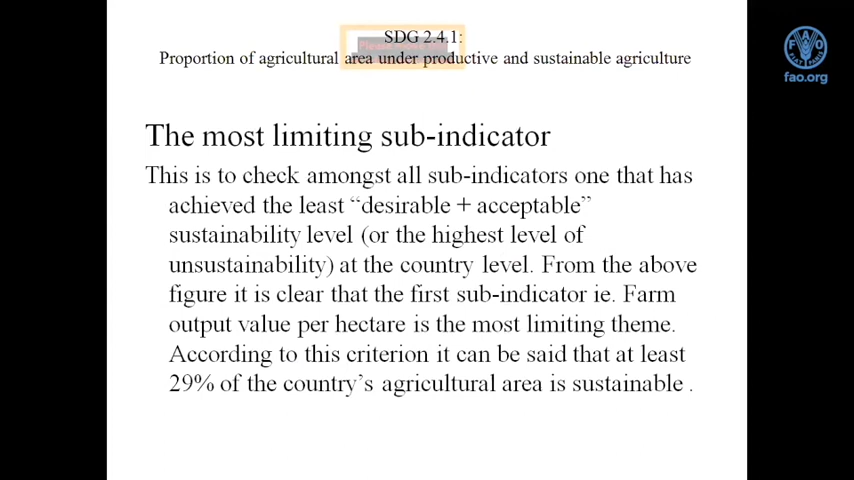 SDG 2.4.1:
Proportion of agricultural area under productive and sustainable agriculture
FAO
FIAT PANIS
fao.org
The most limiting sub-indicator
This is to check amongst all sub-indicators one that has
achieved the least “desirable + acceptable”
sustainability level (or the highest level of
unsustainability) at the country level. From the above
figure it is clear that the first sub-indicator ie. Farm
output value per hectare is the most limiting theme.
According to this criterion it can be said that at least
29% of the country’s agricultural area is sustainable .